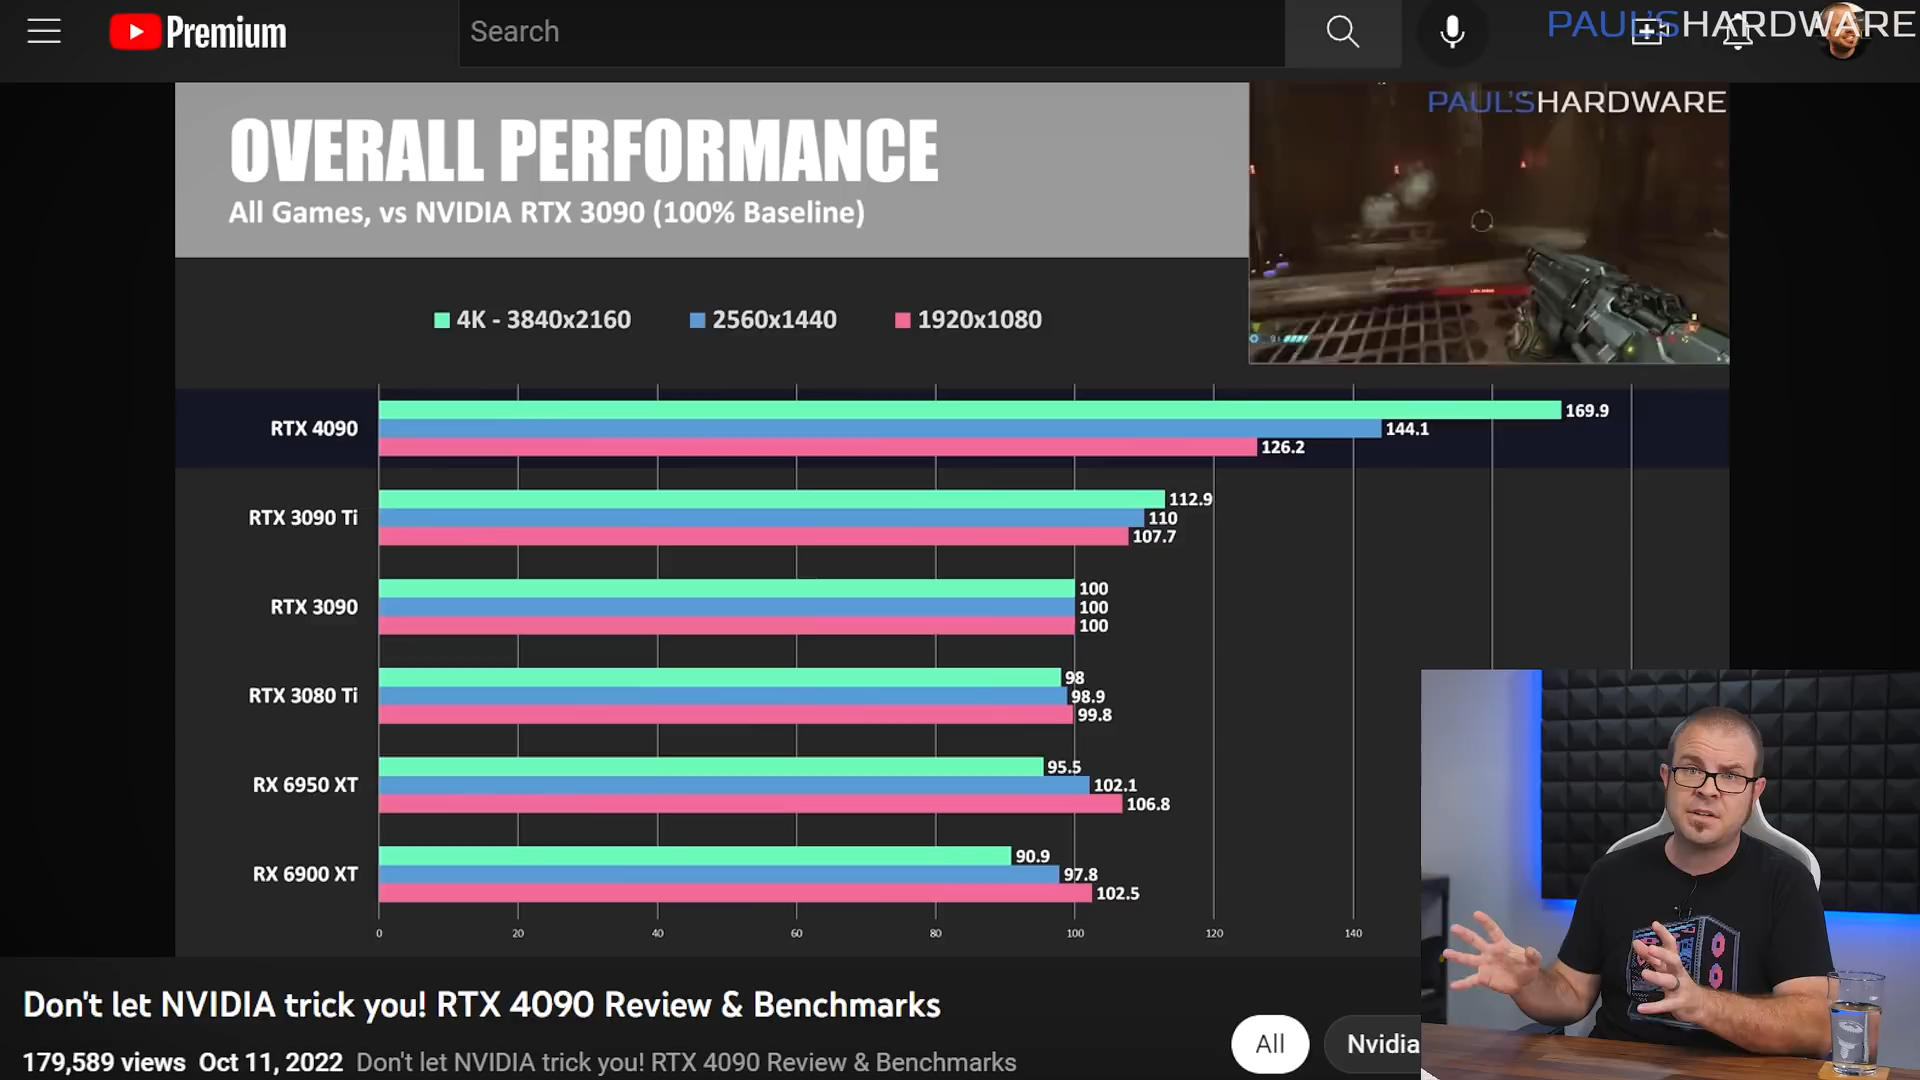 Premium
Search
PAUL'SHARDWARE
PAUL'SHARDWARE
OVERALL PERFORMANCE
All Games, vs NVIDIA RTX 3090 (100% Baseline)
4K - 3840x2160 2560x1440 1920x1080
RTX 4090
169.9
144.1
126.2
RTX 3090 Ti
112.9
110
107.7
RTX 3090
100
100
100
RTX 3080 Ti
98
98.9
99.8
RX 6950 XT
95.5
102.1
106.8
RX 6900 XT
90.9
97.8
102.5
0 20 40 60 80 100 120 140
Don't let NVIDIA trick you! RTX 4090 Review & Benchmarks
179,589 views Oct 11, 2022 Don't let NVIDIA trick you! RTX 4090 Review & Benchmarks
All Nvidia